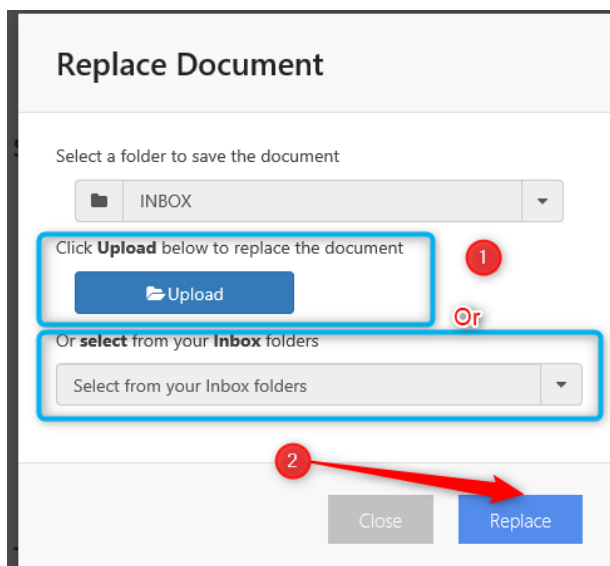 Replace Document
Select a folder to save the document
INBOX
Click Upload below to replace the document
1
Upload
Or
Or select from your Inbox folders
Select from your Inbox folders
2
Close
Replace